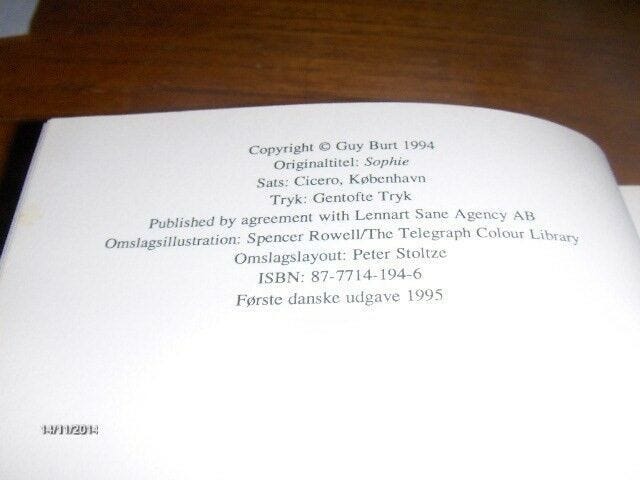 Copyright © Guy Burt 1994
Originaltitel: Sophie
Sats: Cicero, København
Tryk: Gentofte Tryk
Published by agreement with Lennart Sane Agency AB
Omslagsillustration: Spencer Rowell/The Telegraph Colour Library
Omslagslayout: Peter Stoltze
ISBN: 87-7714-194-6
Første danske udgave 1995
14/11/2014